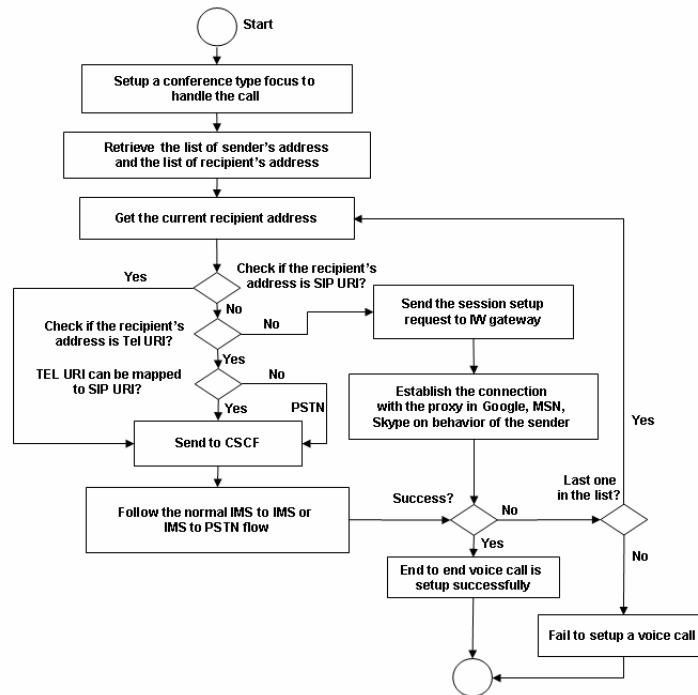 Start
Setup a conference type focus to
handle the call
Retrieve the list of sender's address
and the list of recipient's address
Get the current recipient address
Yes
Check if the recipient's
address is SIP URI?
No
Check if the recipient's
address is Tel URI?
No
Send the session setup
request to IW gateway
Yes
TEL URI can be mapped
to SIP URI?
No
Yes
PSTN
Establish the connection
with the proxy in Google, MSN,
Skype on behavior of the sender
Yes
Send to CSCF
Follow the normal IMS to IMS or
IMS to PSTN flow
Success?
No
Last one
in the list?
Yes
No
End to end voice call is
setup successfully
Fail to setup a voice call